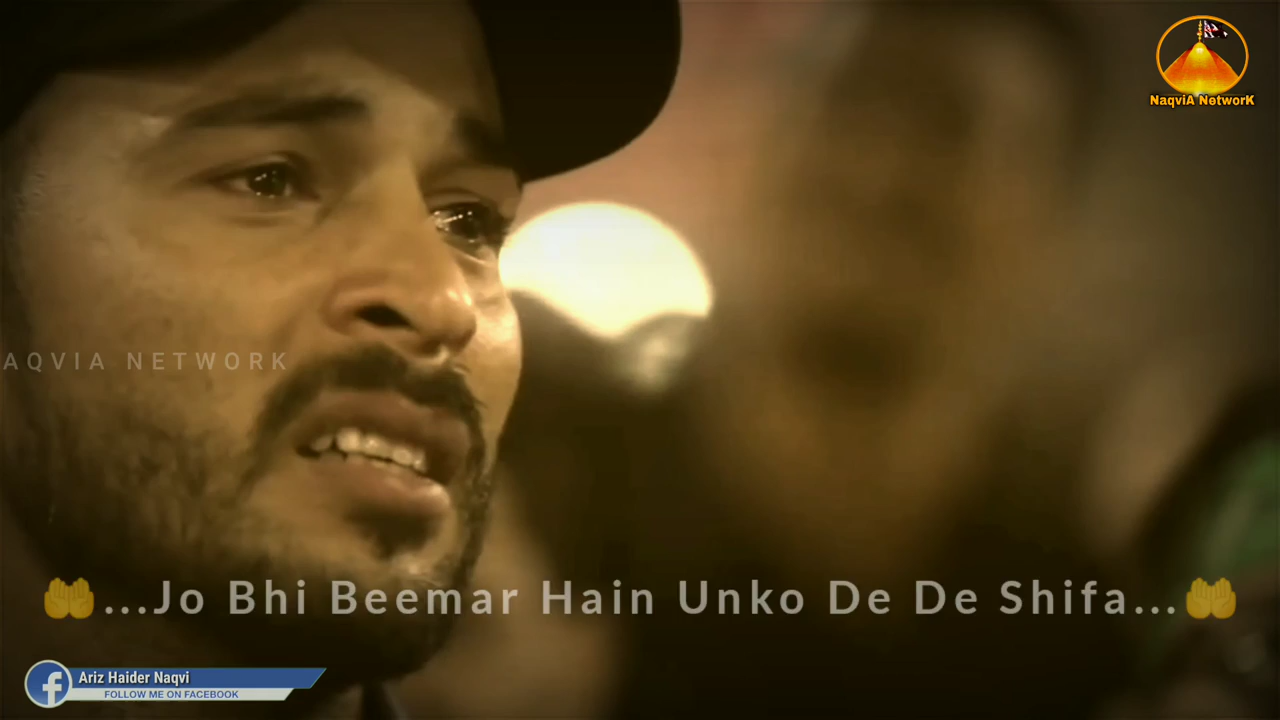 NaqviA NetworK
AQVIA NETWORK
...Jo Bhi Beemar Hain Unko De De Shifa...
Ariz Haider Naqvi
FOLLOW ME ON FACEBOOK